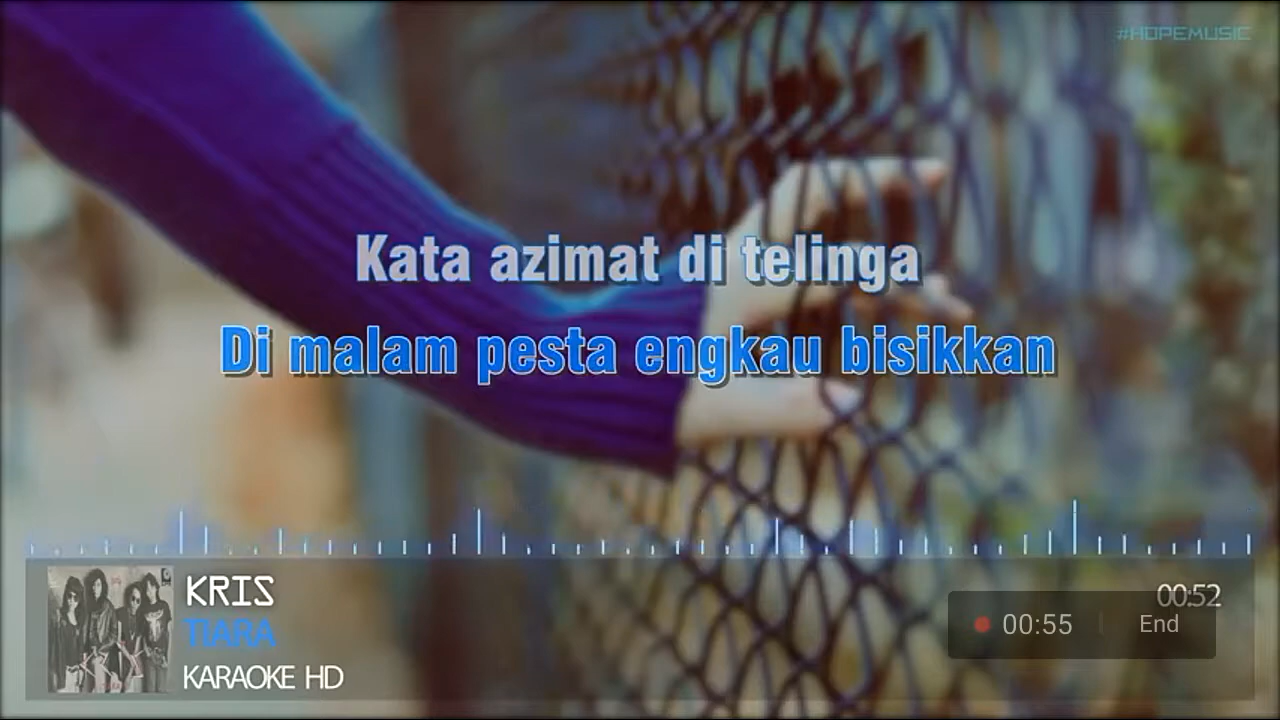 #HOPEMUSIC
Kata azimat di telinga
Di malam pesta engkau bisikkan
KRIS
TIARA
KARAOKE HD
00:52
00:55
End